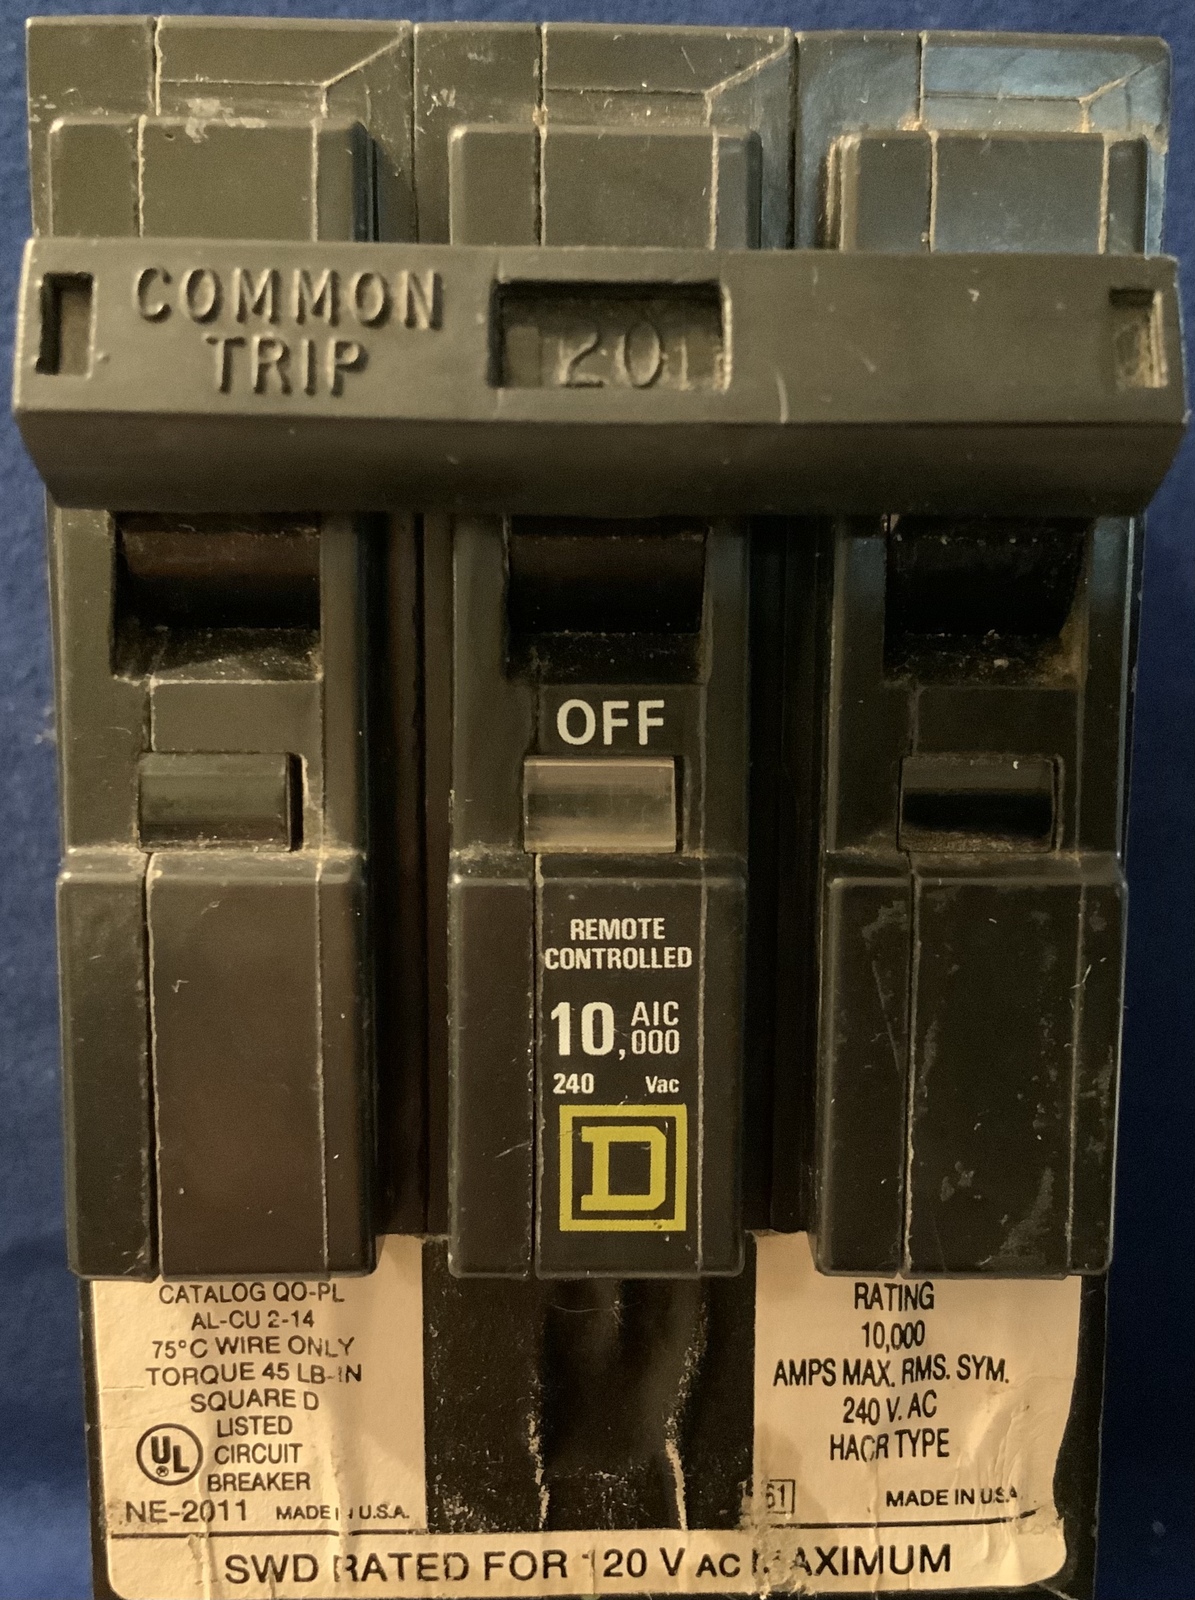 COMMON
TRIP
20
OFF
REMOTE
CONTROLLED
10,000 AIC
240 Vac
D
CATALOG QO-PL
AL-CU 2-14
75°C WIRE ONLY
TORQUE 45 LB-IN
SQUARE D
UL®
LISTED
CIRCUIT
BREAKER
NE-2011 MADE IN U.S.A.
RATING
10,000
AMPS MAX. RMS. SYM.
240 V. AC
HACR TYPE
MADE IN U.S.A.
SWD RATED FOR 120 V AC MAXIMUM